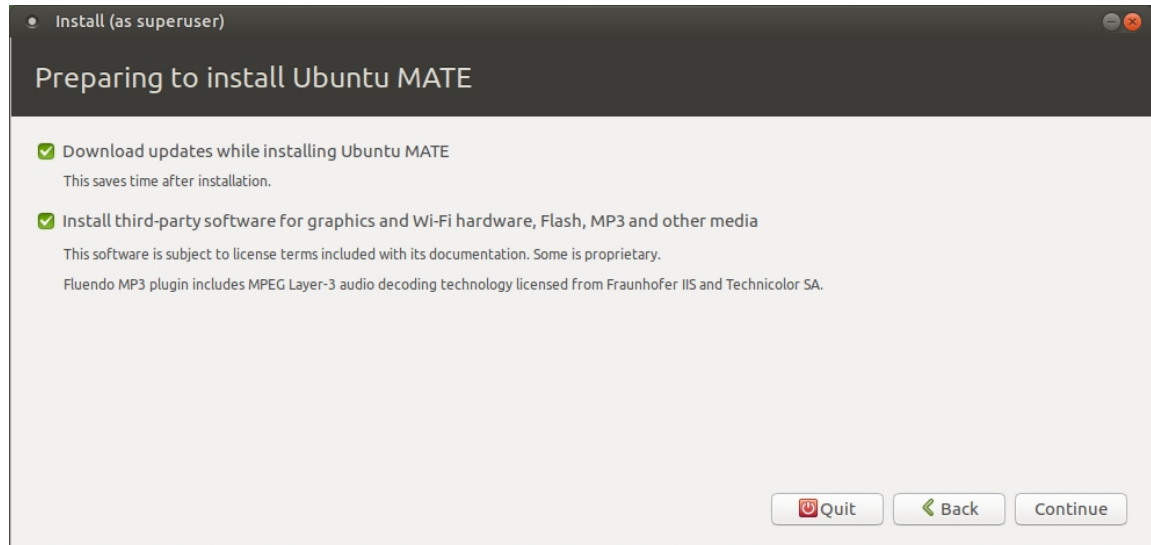 Install (as superuser)
Preparing to install Ubuntu MATE
Download updates while installing Ubuntu MATE
This saves time after installation.
Install third-party software for graphics and Wi-Fi hardware, Flash, MP3 and other media
This software is subject to license terms included with its documentation. Some is proprietary.
Fluendo MP3 plugin includes MPEG Layer-3 audio decoding technology licensed from Fraunhofer IIS and Technicolor SA.
Quit Back Continue